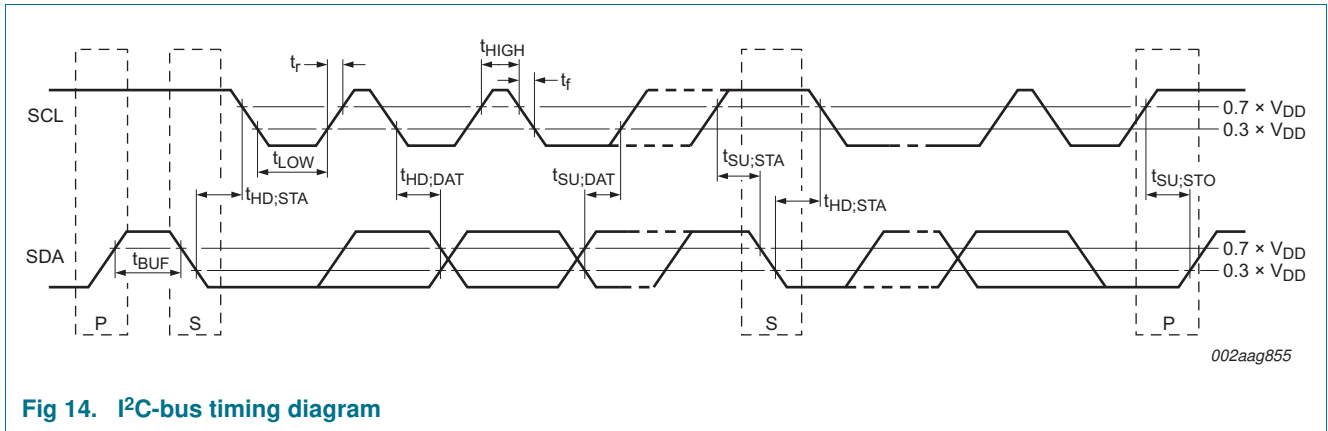 tHIGH
tr
tf
SCL
0.7 × VDD
0.3 × VDD
tLOW
tHD;STA
tHD;DAT
tSU;DAT
tSU;STA
tHD;STA
tSU;STO
SDA
tBUF
0.7 × VDD
0.3 × VDD
P
S
S
P
002aag855
Fig 14. I²C-bus timing diagram